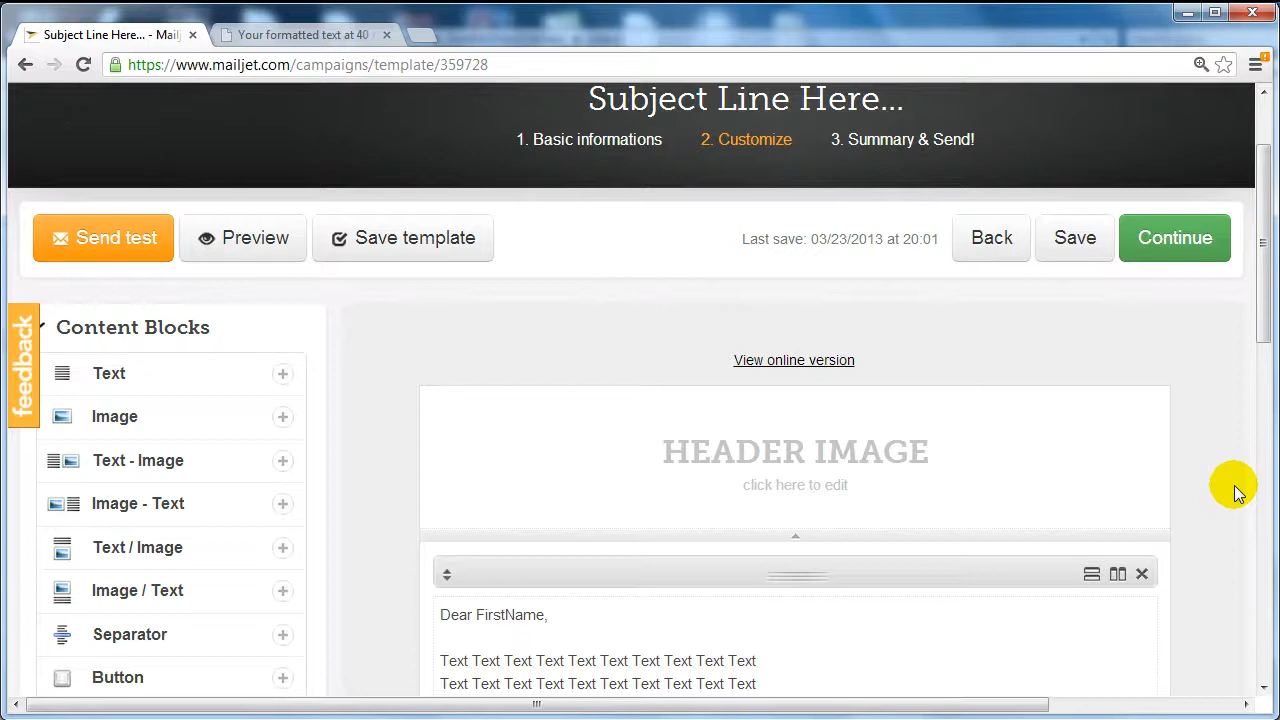 Subject Line Here... - Mailj
Your formatted text at 40
https://www.mailjet.com/campaigns/template/359728
Subject Line Here...
1. Basic informations 2. Customize 3. Summary & Send!
Send test Preview Save template Last save: 03/23/2013 at 20:01 Back Save Continue
feedback
Content Blocks
Text
Image
Text - Image
Image - Text
Text / Image
Image / Text
Separator
Button
View online version
HEADER IMAGE
click here to edit
Dear FirstName,
Text Text Text Text Text Text Text Text Text Text
Text Text Text Text Text Text Text Text Text Text